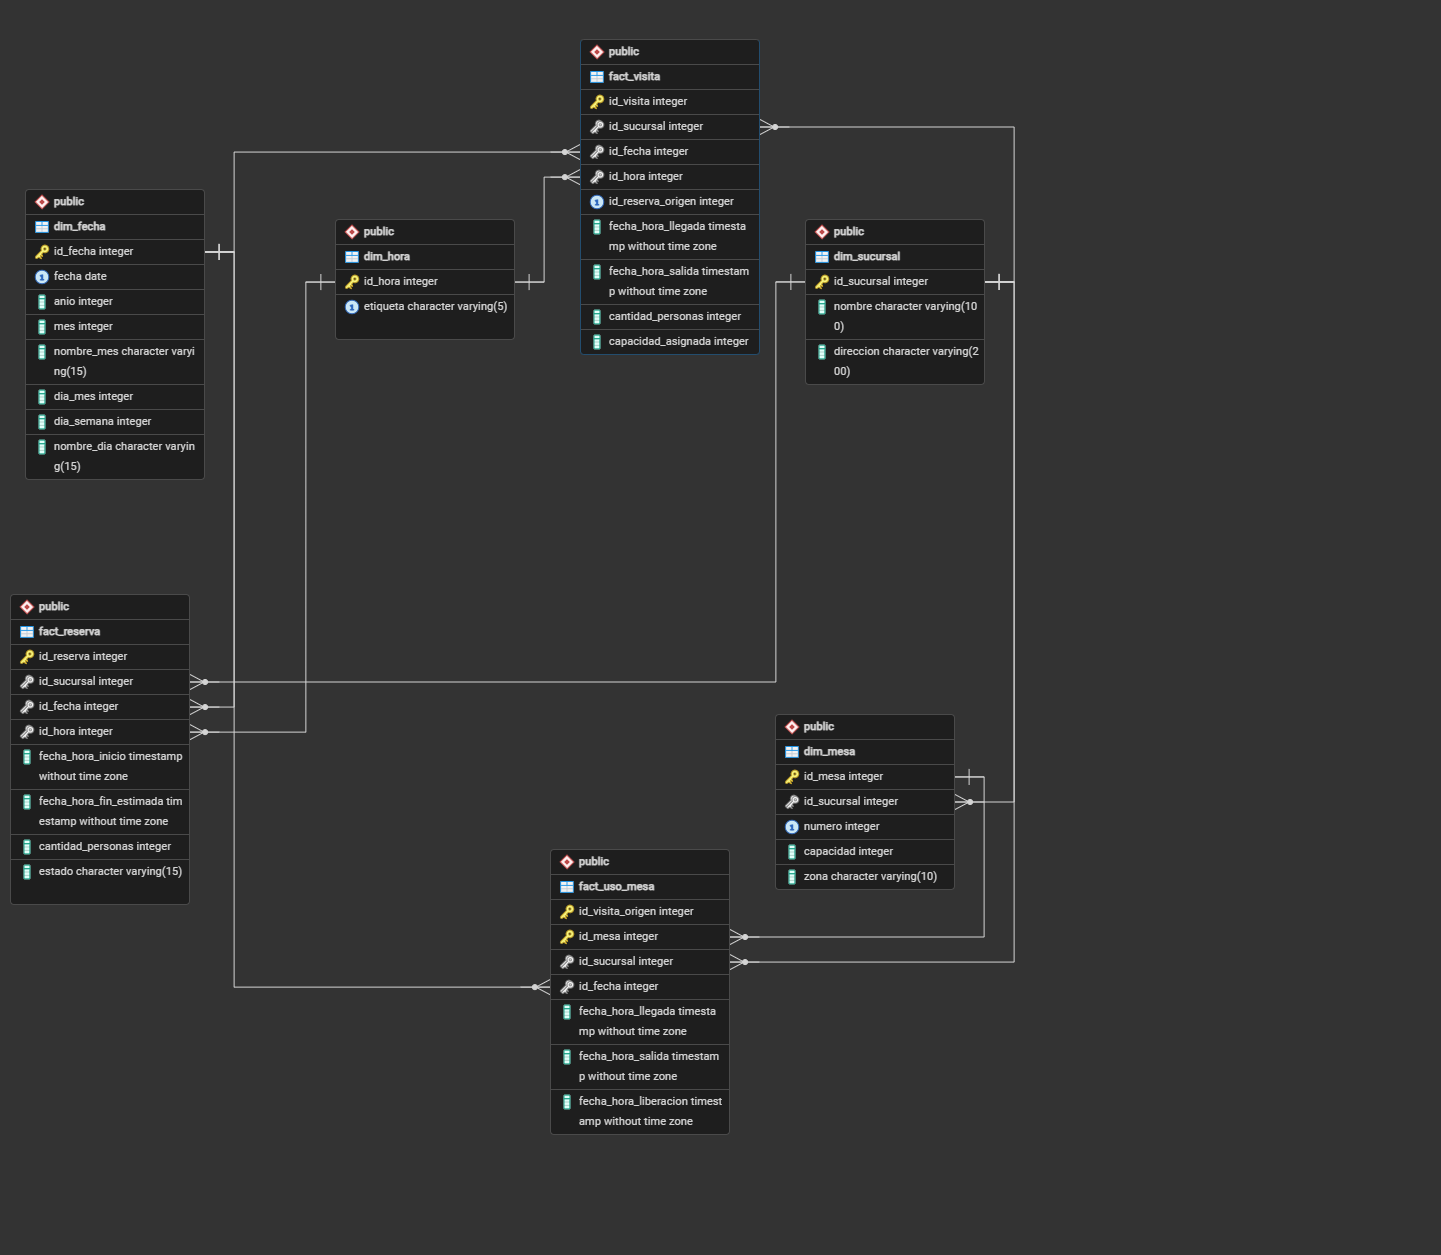 public
fact_visita
id_visita integer
id_sucursal integer
id_fecha integer
id_hora integer
id_reserva_origen integer
fecha_hora_llegada timesta
mp without time zone
fecha_hora_salida timestam
p without time zone
cantidad_personas integer
capacidad_asignada integer
public
dim_fecha
id_fecha integer
fecha date
anio integer
mes integer
nombre_mes character varyi
ng(15)
dia_mes integer
dia_semana integer
nombre_dia character varyin
g(15)
public
dim_hora
id_hora integer
etiqueta character varying(5)
public
dim_sucursal
id_sucursal integer
nombre character varying(10
0)
direccion character varying(2
00)
public
fact_reserva
id_reserva integer
id_sucursal integer
id_fecha integer
id_hora integer
fecha_hora_inicio timestamp
without time zone
fecha_hora_fin_estimada tim
estamp without time zone
cantidad_personas integer
estado character varying(15)
public
dim_mesa
id_mesa integer
id_sucursal integer
numero integer
capacidad integer
zona character varying(10)
public
fact_uso_mesa
id_visita_origen integer
id_mesa integer
id_sucursal integer
id_fecha integer
fecha_hora_llegada timesta
mp without time zone
fecha_hora_salida timestam
p without time zone
fecha_hora_liberacion timest
amp without time zone